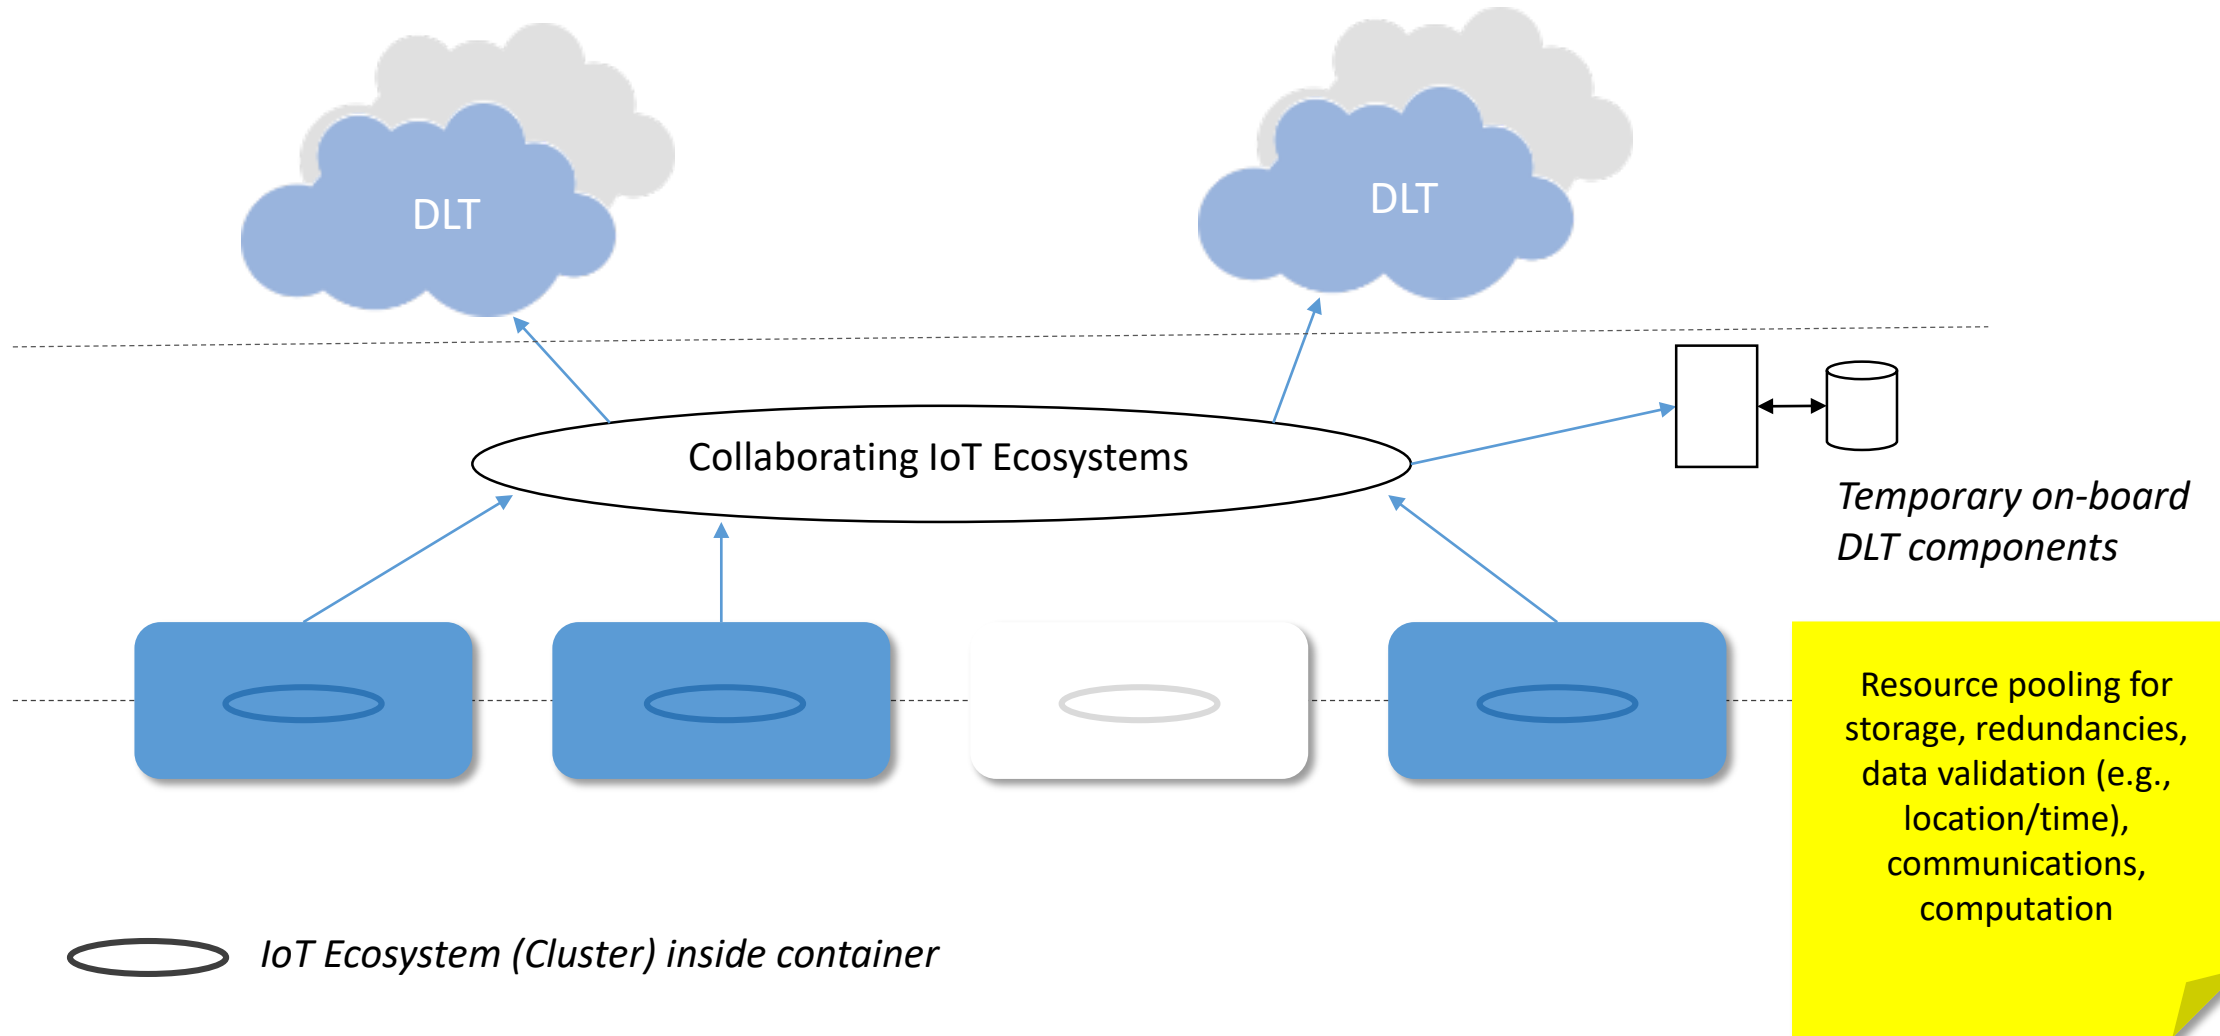 DLT
DLT
Collaborating IoT Ecosystems
Temporary on-board
DLT components
Resource pooling for
storage, redundancies,
data validation (e.g.,
location/time),
communications,
computation
IoT Ecosystem (Cluster) inside container